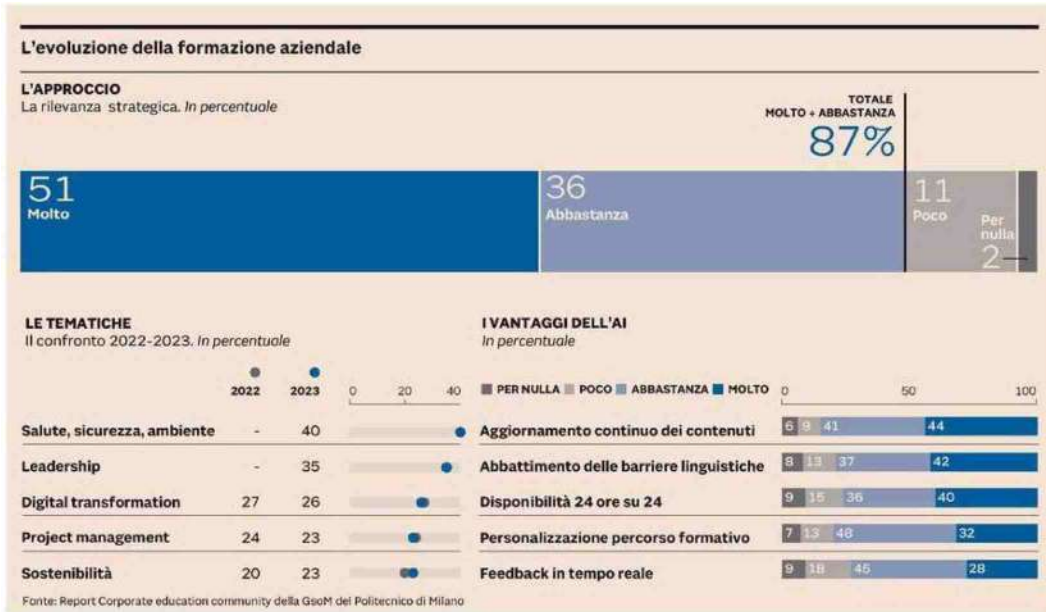 L'evoluzione della formazione aziendale
L'APPROCCIO
La rilevanza strategica. In percentuale
TOTALE
MOLTO + ABBASTANZA
87%
51
Molto
36
Abbastanza
11
Poco
Per
nulla
2
LE TEMATICHE
Il confronto 2022-2023. In percentuale
2022 2023 0 20 40
Salute, sicurezza, ambiente - 40
Leadership - 35
Digital transformation 27 26
Project management 24 23
Sostenibilità 20 23
I VANTAGGI DELL'AI
In percentuale
PER NULLA POCO ABBASTANZA MOLTO 0 50 100
Aggiornamento continuo dei contenuti 6 9 41 44
Abbattimento delle barriere linguistiche 8 13 37 42
Disponibilità 24 ore su 24 9 15 36 40
Personalizzazione percorso formativo 7 13 48 32
Feedback in tempo reale 9 18 45 28
Fonte: Report Corporate education community della GsoM del Politecnico di Milano